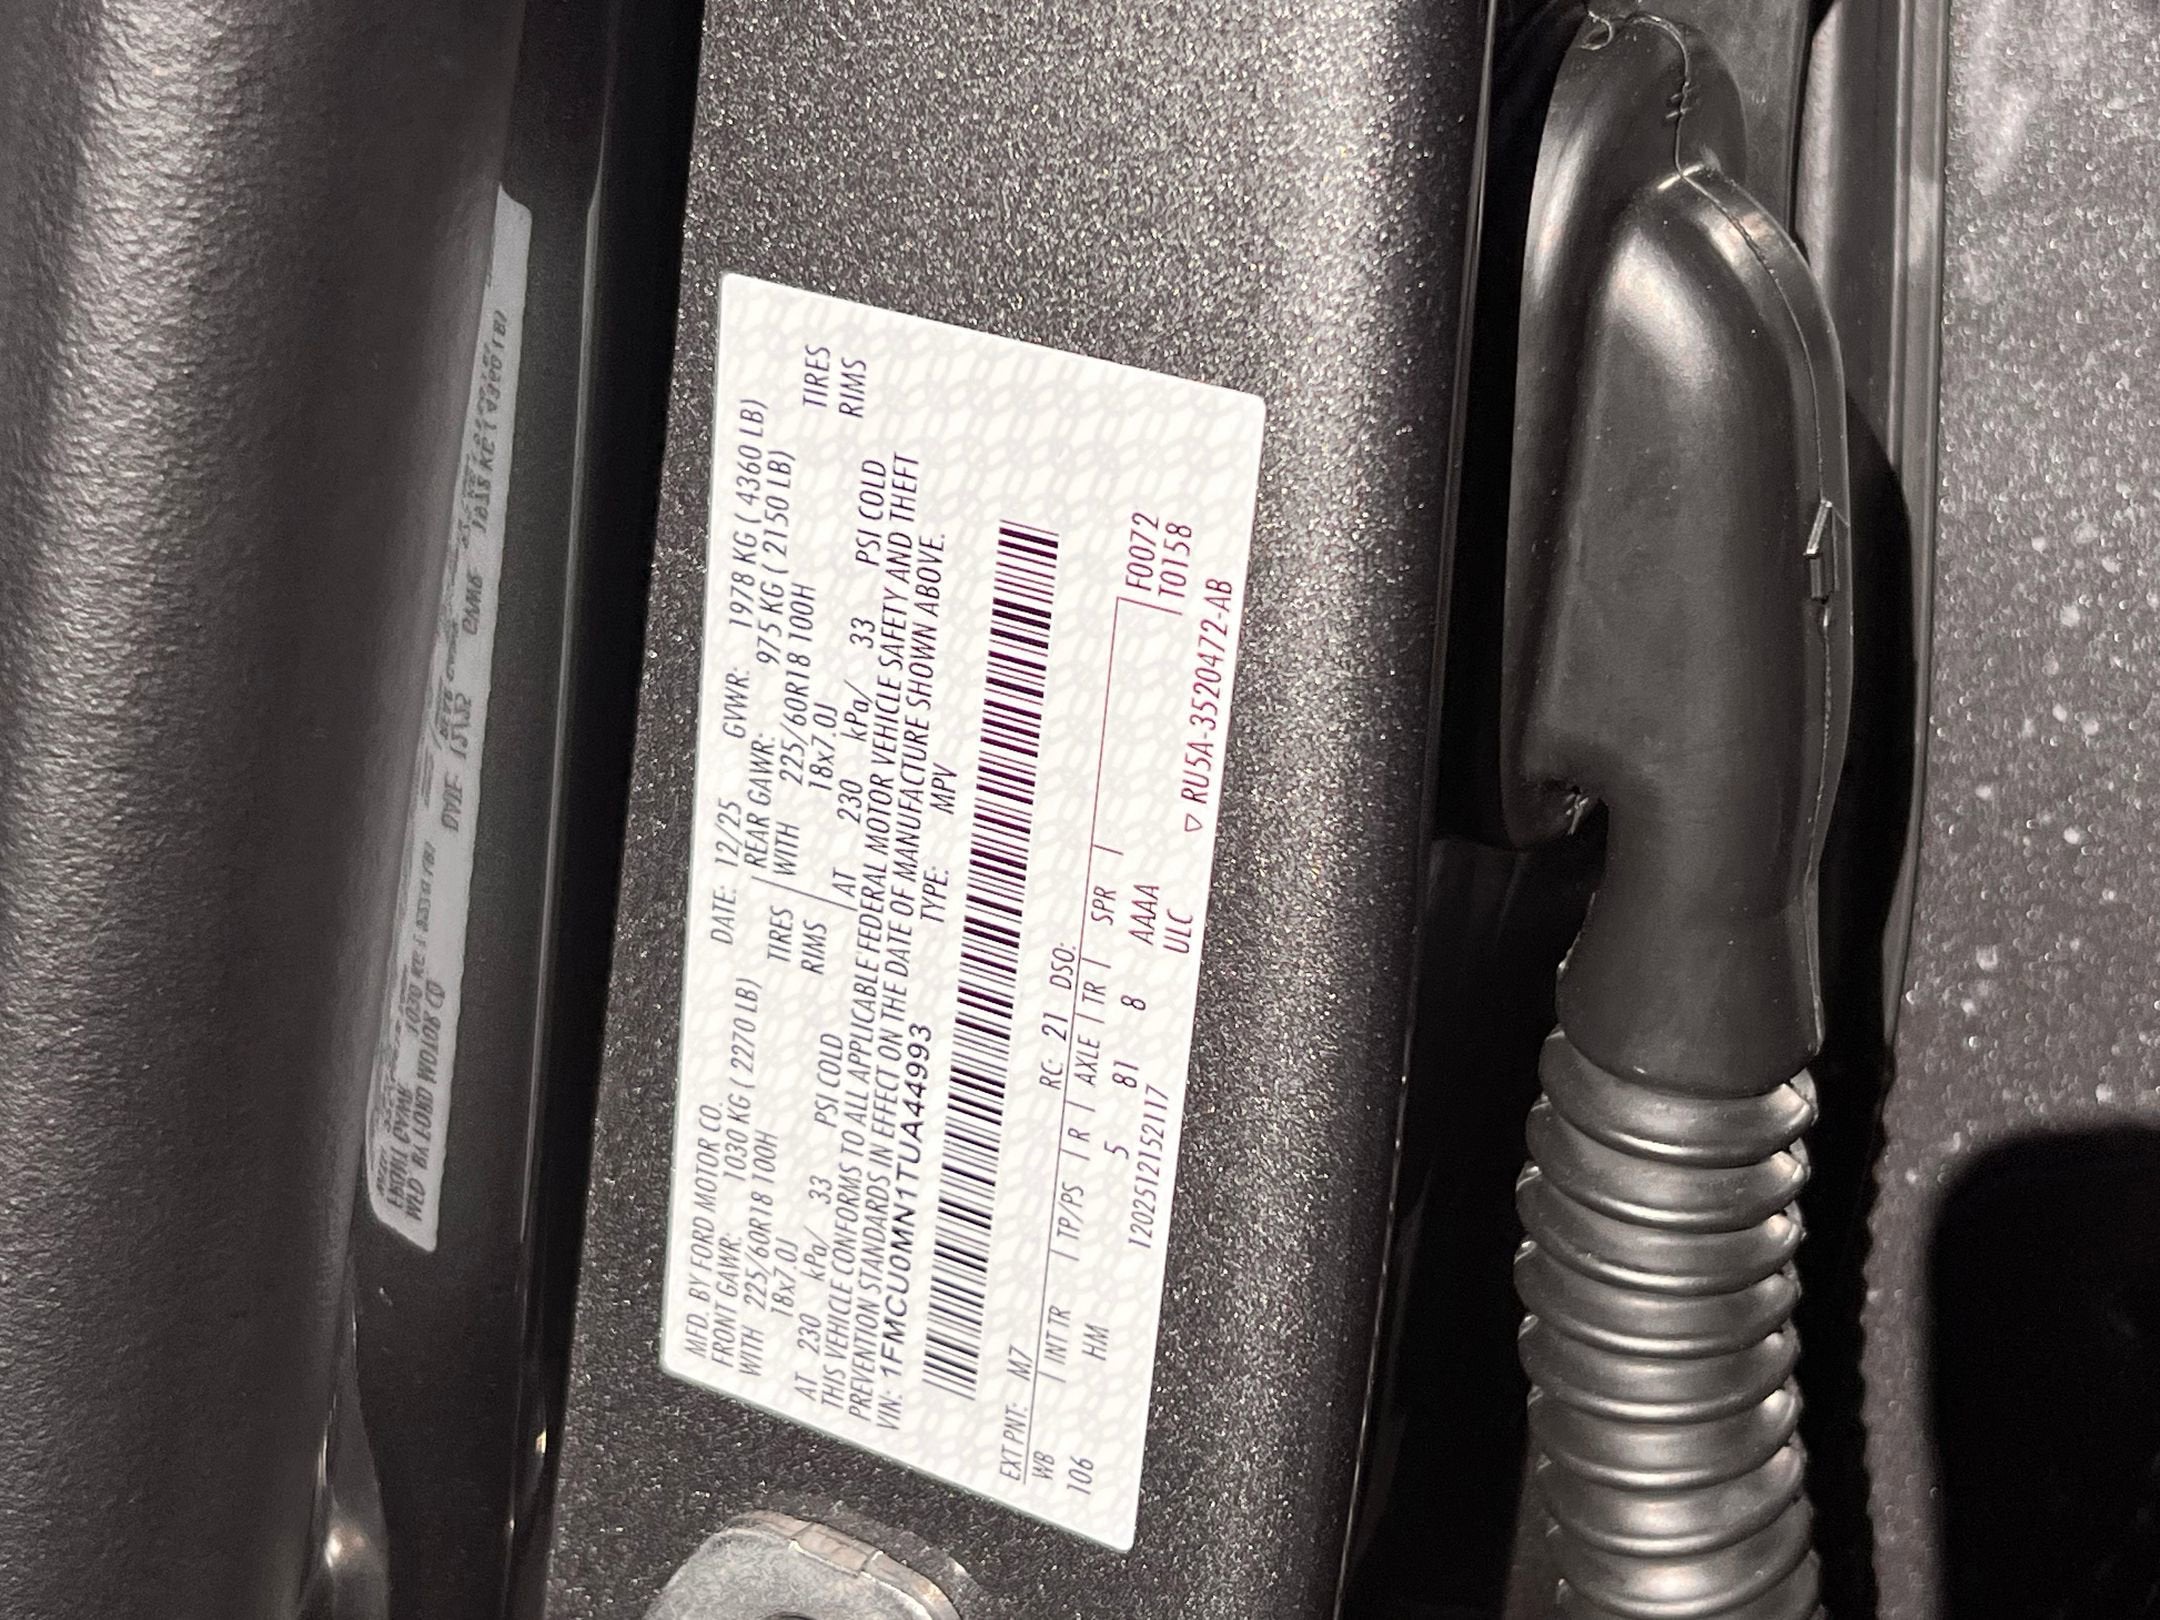 MFD. BY FORD MOTOR CO. DATE: 12/25 GVWR: 1978 KG ( 4360 LB)
FRONT GAWR: 1030 KG ( 2270 LB) REAR GAWR: 975 KG ( 2150 LB)
WITH 225/60R18 100H TIRES WITH 225/60R18 100H TIRES
18x7.0J RIMS 18x7.0J RIMS
AT 230 kPa/ 33 PSI COLD AT 230 kPa/ 33 PSI COLD
THIS VEHICLE CONFORMS TO ALL APPLICABLE FEDERAL MOTOR VEHICLE SAFETY AND THEFT
PREVENTION STANDARDS IN EFFECT ON THE DATE OF MANUFACTURE SHOWN ABOVE.
VIN: 1FMCU0MN1TUA44993 TYPE: MPV
EXT PNT: M7 RC: 21 DSO:
WB | INT TR | TP/PS | R | AXLE | TR | SPR | F0072
106 HM 5 81 8 AAAA T0158
1202512152117 ULC ▽ RU5A-3520472-AB